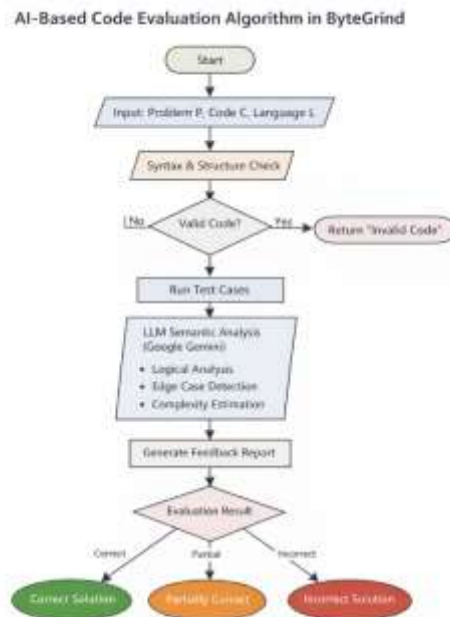 AI-Based Code Evaluation Algorithm in ByteGrind
Start
Input: Problem P, Code C, Language L
Syntax & Structure Check
No
Valid Code?
Yes
Return "Invalid Code"
Run Test Cases
LLM Semantic Analysis
(Google Gemini)
• Logical Analysis
• Edge Case Detection
• Complexity Estimation
Generate Feedback Report
Evaluation Result
Correct
Partial
Incorrect
Correct Solution
Partially Correct
Incorrect Solution